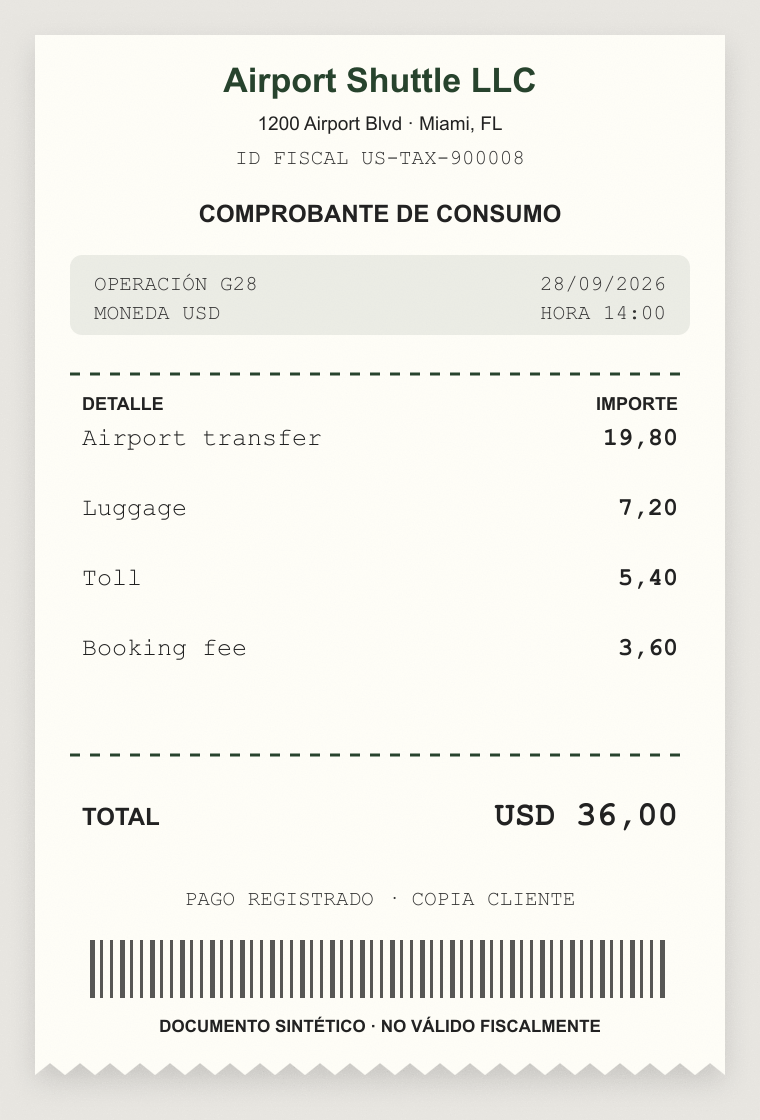 Airport Shuttle LLC
1200 Airport Blvd · Miami, FL
ID FISCAL US-TAX-900008
COMPROBANTE DE CONSUMO
OPERACIÓN G28 28/09/2026
MONEDA USD HORA 14:00
DETALLE IMPORTE
Airport transfer 19,80
Luggage 7,20
Toll 5,40
Booking fee 3,60
TOTAL USD 36,00
PAGO REGISTRADO · COPIA CLIENTE
DOCUMENTO SINTÉTICO · NO VÁLIDO FISCALMENTE